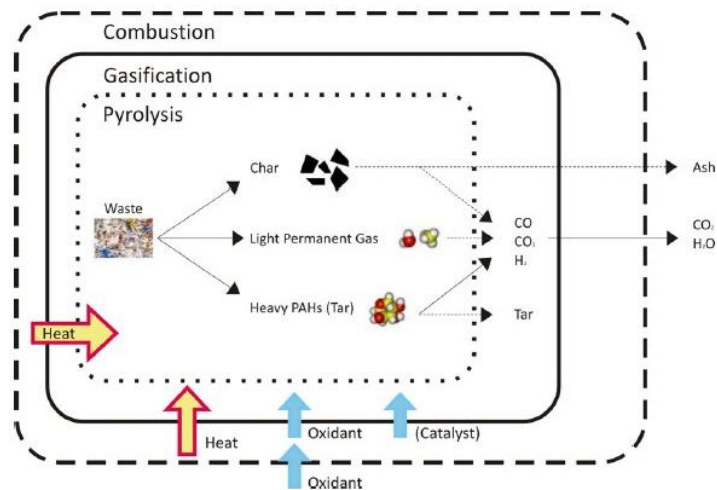 Combustion
Gasification
Pyrolysis
Char
Ash
Waste
Light Permanent Gas
CO
CO₂
H₂
CO₂
H₂O
Heavy PAHs (Tar)
Tar
Heat
Heat
Oxidant
(Catalyst)
Oxidant